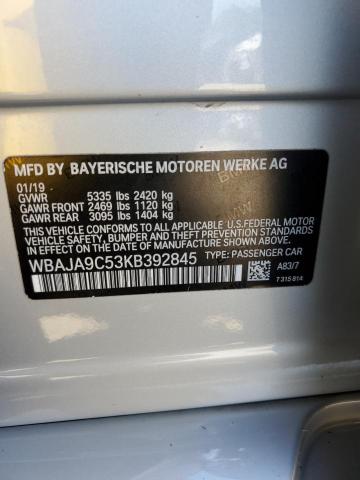 MFD BY BAYERISCHE MOTOREN WERKE AG
01/19
GVWR 5335 lbs 2420 kg
GAWR FRONT 2469 lbs 1120 kg
GAWR REAR 3095 lbs 1404 kg
THIS VEHICLE CONFORMS TO ALL APPLICABLE U.S.FEDERAL MOTOR
VEHICLE SAFETY, BUMPER, AND THEFT PREVENTION STANDARDS
IN EFFECT ON THE DATE OF MANUFACTURE SHOWN ABOVE.
WBAJA9C53KB392845 TYPE: PASSENGER CAR
A83/7
7 315 814